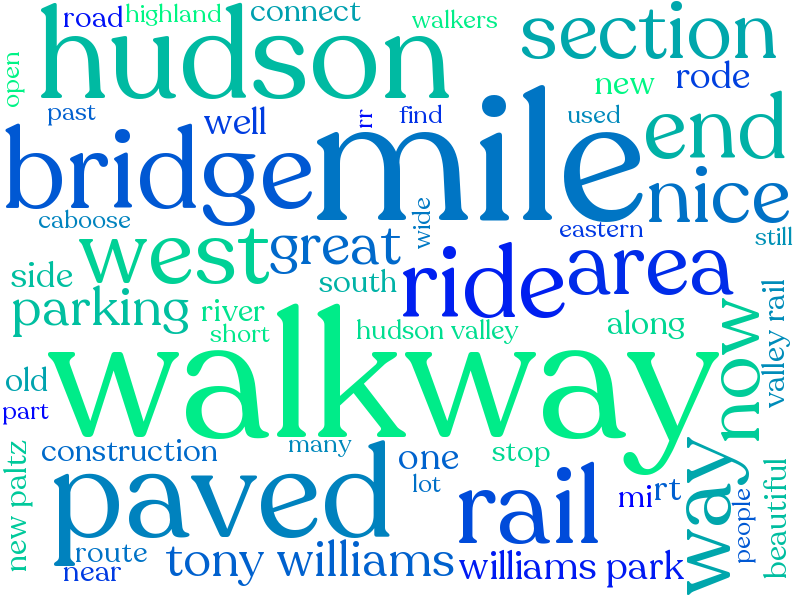 road highland connect walkers
hudson section
open
new rode
past well rr find used
bridge mile end
nice
caboose wide eastern
still
west great
side south ride area
parking river
short hudson valley along
valley rail
old walkway now
part
construction many one stop
new paltz paved lot rail mi rt way
people beautiful
route tony williams williams park
near